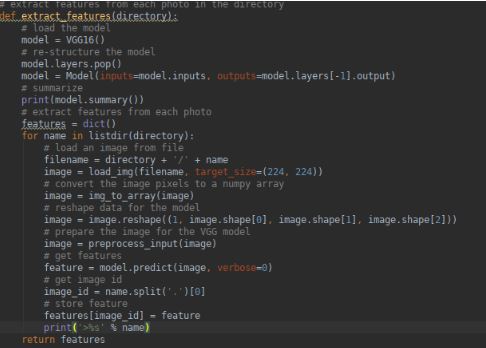 # extract features from each photo in the directory
def extract_features(directory):
    # load the model
    model = VGG16()
    # re-structure the model
    model.layers.pop()
    model = Model(inputs=model.inputs, outputs=model.layers[-1].output)
    # summarize
    print(model.summary())
    # extract features from each photo
    features = dict()
    for name in listdir(directory):
        # load an image from file
        filename = directory + '/' + name
        image = load_img(filename, target_size=(224, 224))
        # convert the image pixels to a numpy array
        image = img_to_array(image)
        # reshape data for the model
        image = image.reshape((1, image.shape[0], image.shape[1], image.shape[2]))
        # prepare the image for the VGG model
        image = preprocess_input(image)
        # get features
        feature = model.predict(image, verbose=0)
        # get image id
        image_id = name.split('.')[0]
        # store feature
        features[image_id] = feature
        print('>%s' % name)
    return features